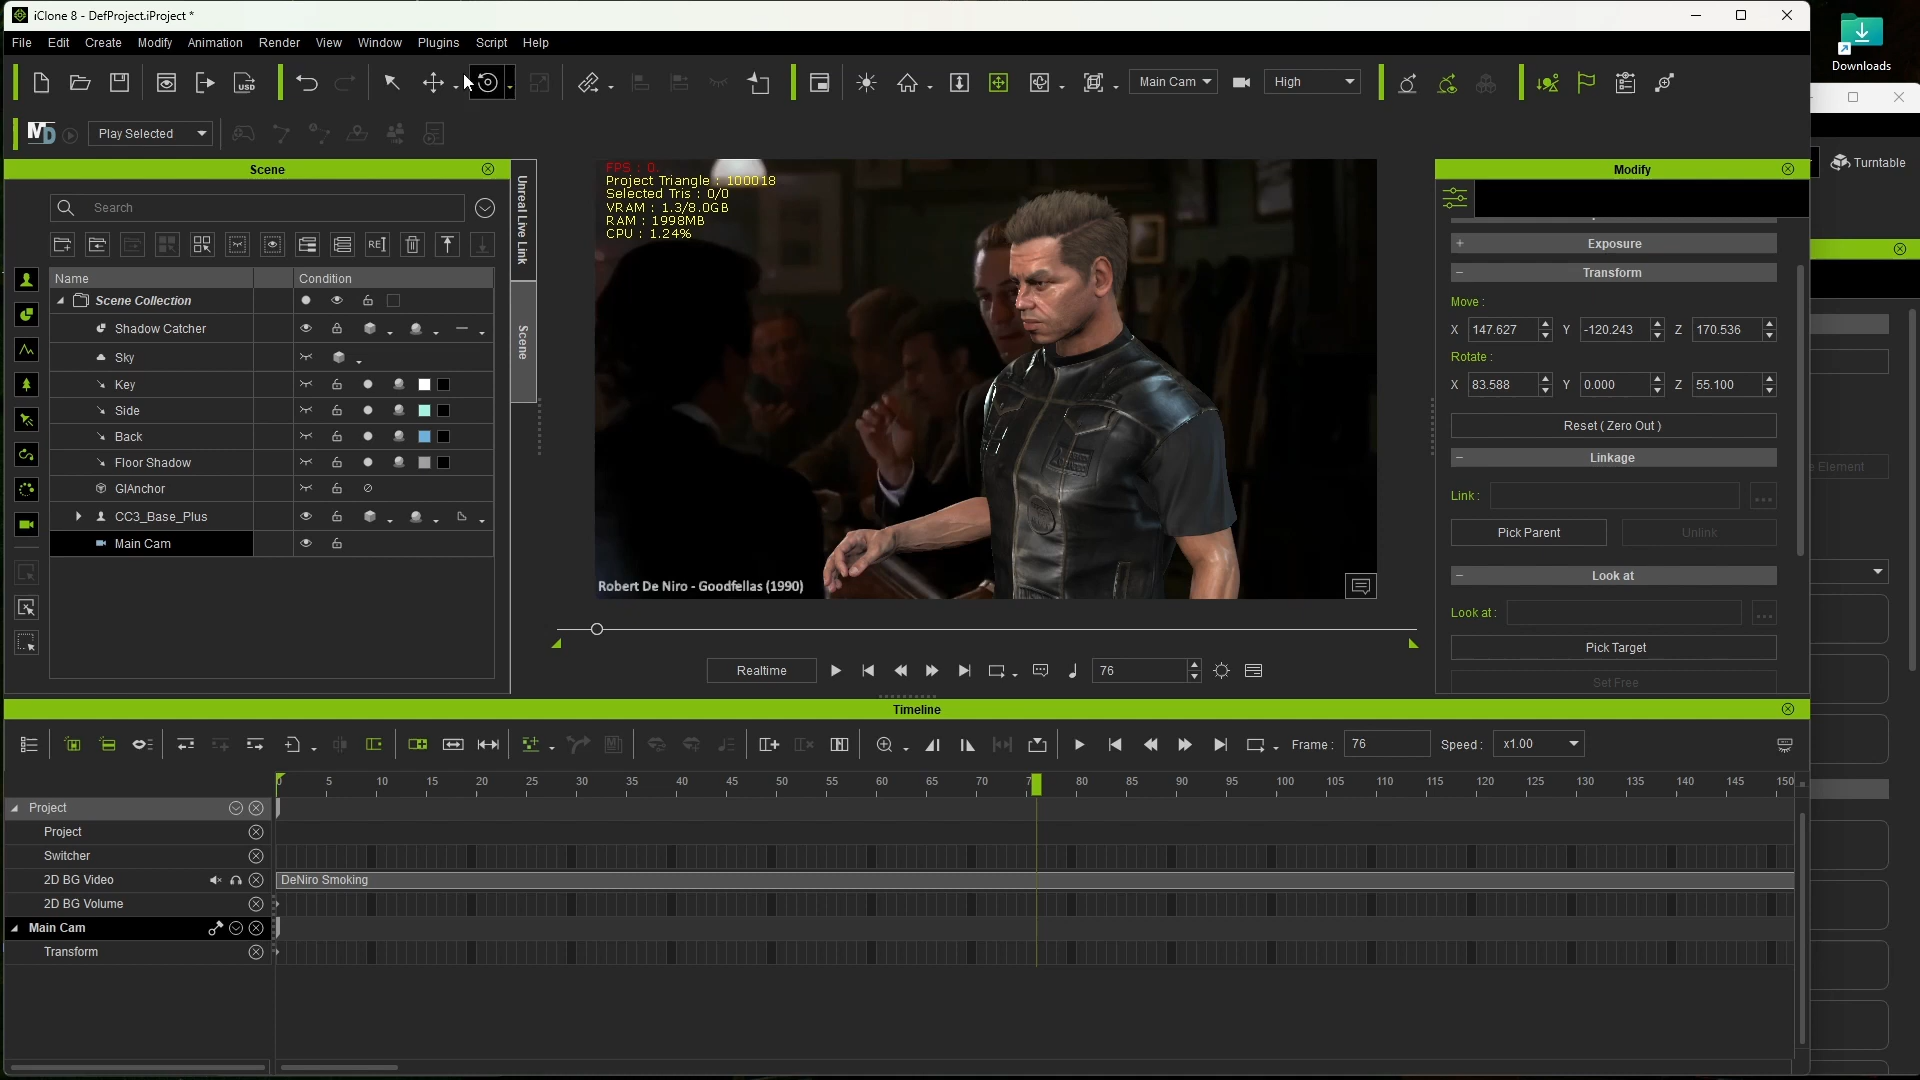 iClone 8 - DefProject.iProject *
Downloads
File Edit Create Modify Animation Render View Window Plugins Script Help
USD
Main Cam
High
MD
Play Selected
Turntable
Scene
Unreal Live Link
Scene
Search
RE
Name
Condition
Scene Collection
Shadow Catcher
Sky
Key
Side
Back
Floor Shadow
GIAnchor
CC3_Base_Plus
Main Cam
FPS : 0.
Project Triangle : 100018
Selected Tris : 0/0
VRAM : 1.3/8.0GB
RAM : 1998MB
CPU : 1.24%
Robert De Niro - Goodfellas (1990)
Modify
Exposure
Transform
Move :
X 147.627 Y -120.243 Z 170.536
Rotate :
X 83.588 Y 0.000 Z 55.100
Reset ( Zero Out )
Linkage
Link :
Pick Parent
Unlink
Look at
Look at :
Pick Target
Set Free
Element
Realtime
76
Timeline
Frame : 76 Speed : x1.00
0 5 10 15 20 25 30 35 40 45 50 55 60 65 70 7 80 85 90 95 100 105 110 115 120 125 130 135 140 145 150
Project
Project
Switcher
2D BG Video
DeNiro Smoking
2D BG Volume
Main Cam
Transform